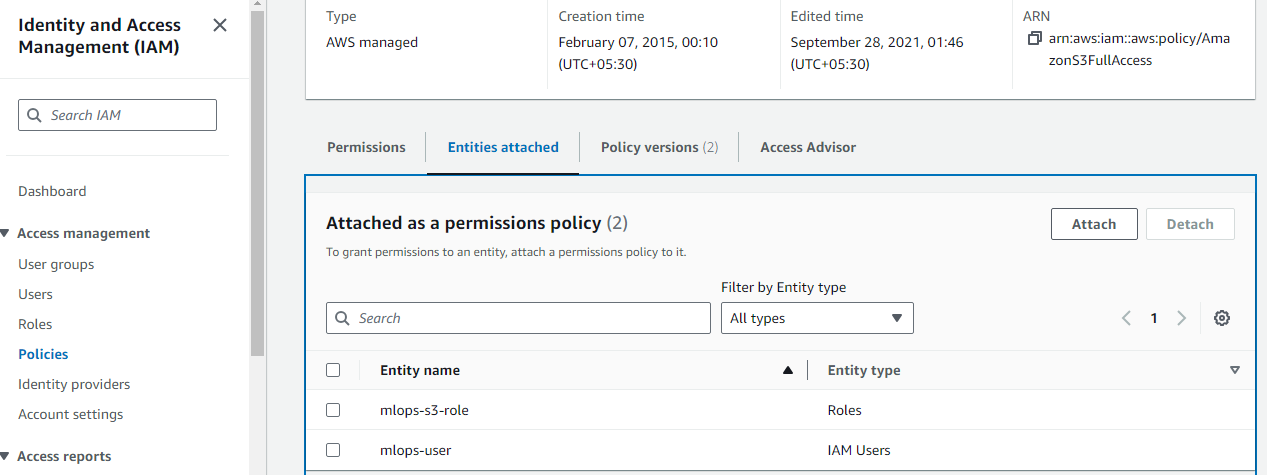 Identity and Access
Management (IAM)
Search IAM
Dashboard
Access management
User groups
Users
Roles
Policies
Identity providers
Account settings
Access reports
Type
AWS managed
Creation time
February 07, 2015, 00:10
(UTC+05:30)
Edited time
September 28, 2021, 01:46
(UTC+05:30)
ARN
arn:aws:iam::aws:policy/Ama
zonS3FullAccess
Permissions
Entities attached
Policy versions (2)
Access Advisor
Attached as a permissions policy (2)
To grant permissions to an entity, attach a permissions policy to it.
Attach
Detach
Filter by Entity type
Search
All types
1
Entity name
Entity type
mlops-s3-role
Roles
mlops-user
IAM Users